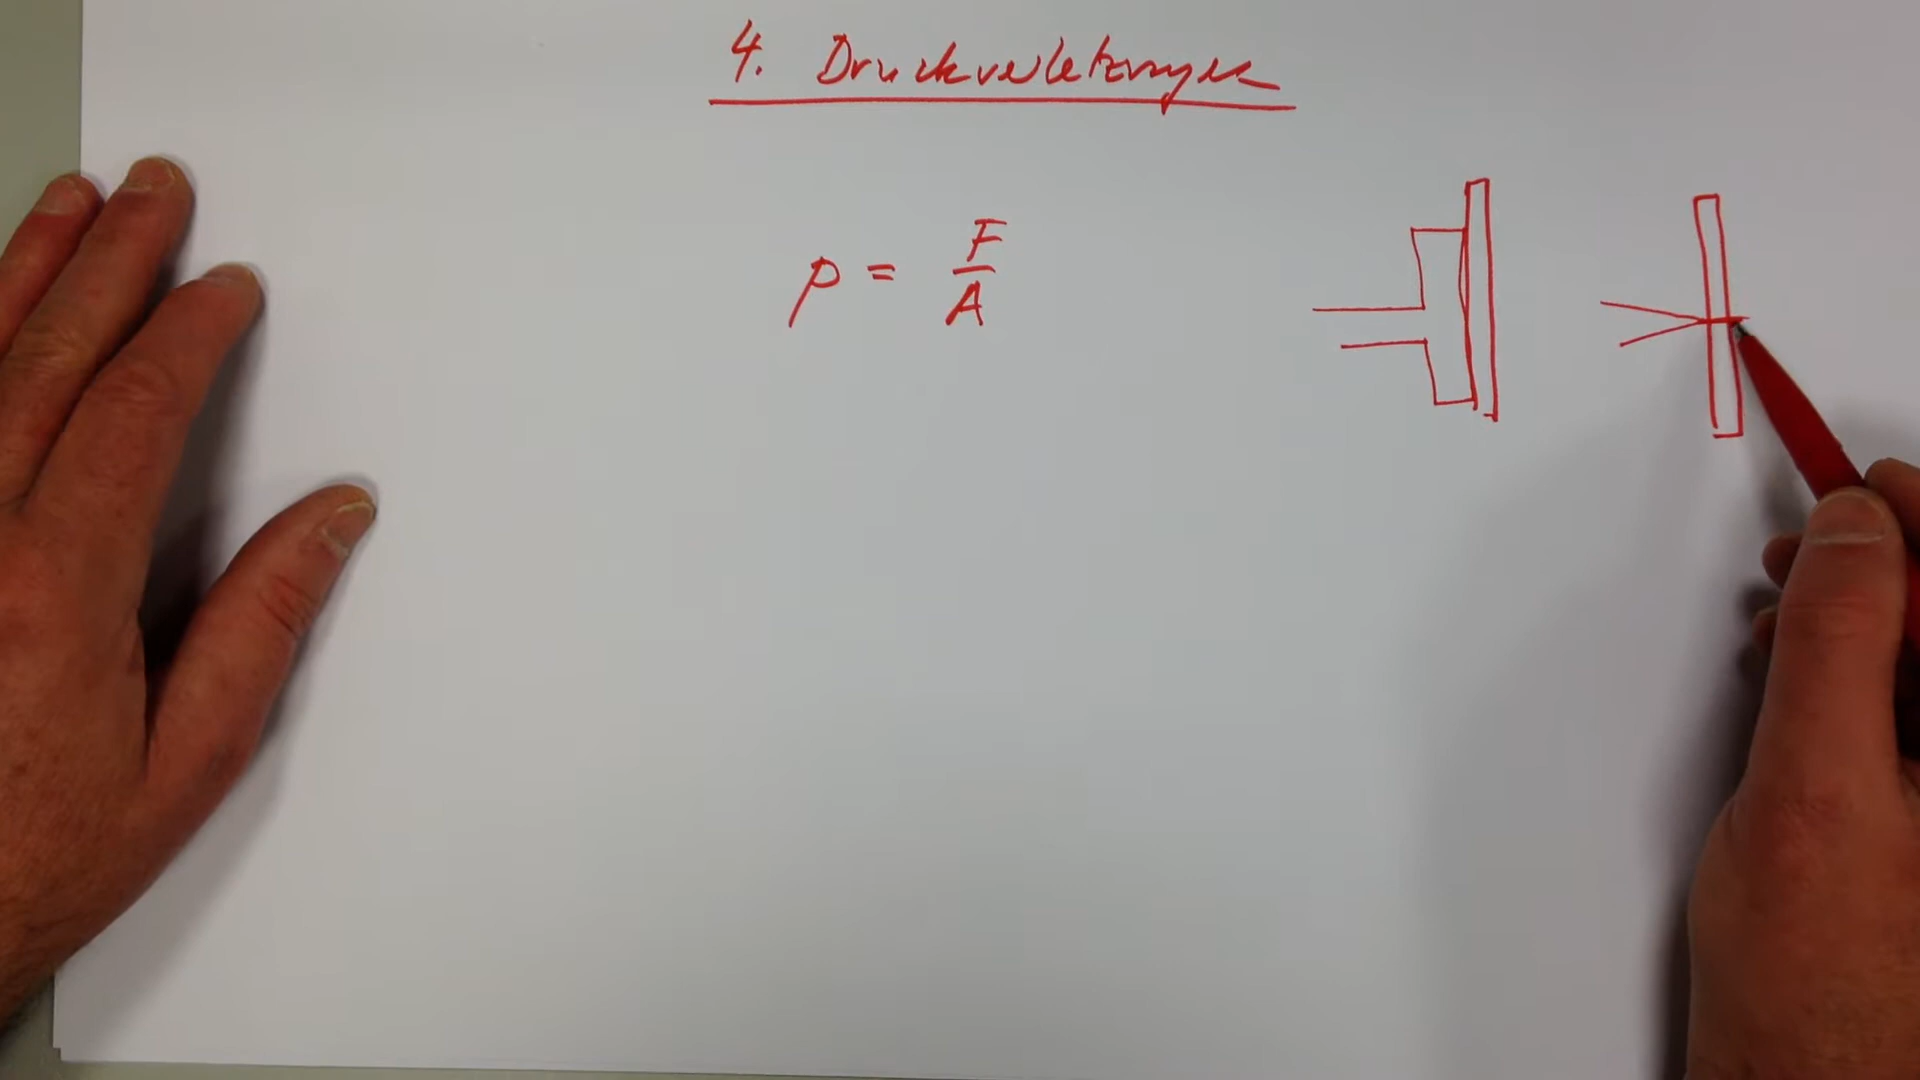 4. Druckverletzungen
p = F/A